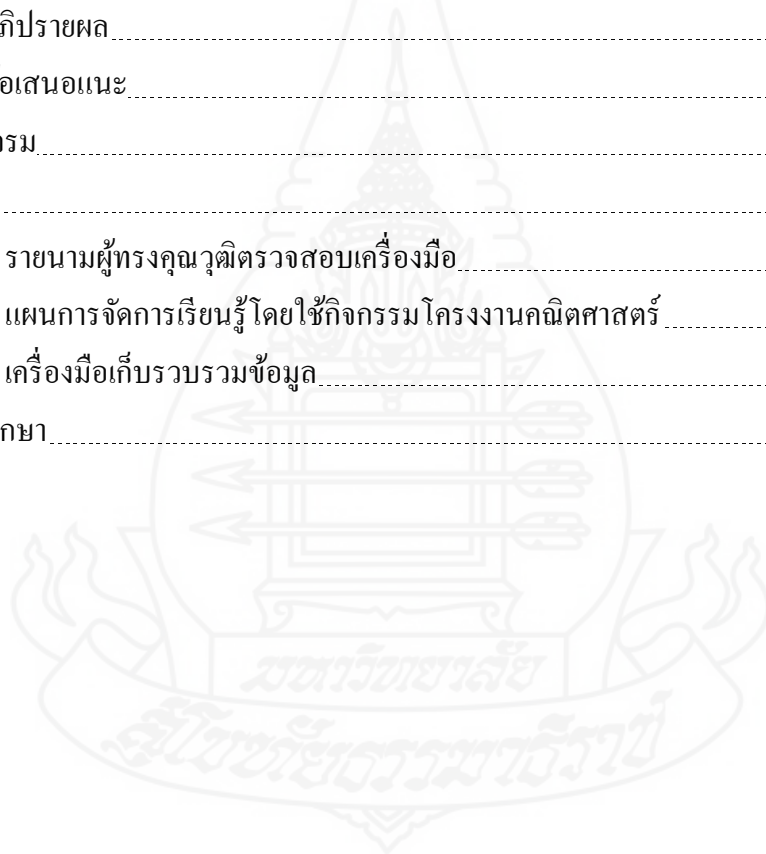 ภิปรายผล
อเสนอแนะ
รรม
รายนามผู้ทรงคุณวุฒิตรวจสอบเครื่องมือ
แผนการจัดการเรียนรู้โดยใช้กิจกรรมโครงงานคณิตศาสตร์
เครื่องมือเก็บรวบรวมข้อมูล
กษา
มหาวิทยาลัย
สุโขทัยธรรมาธิราช